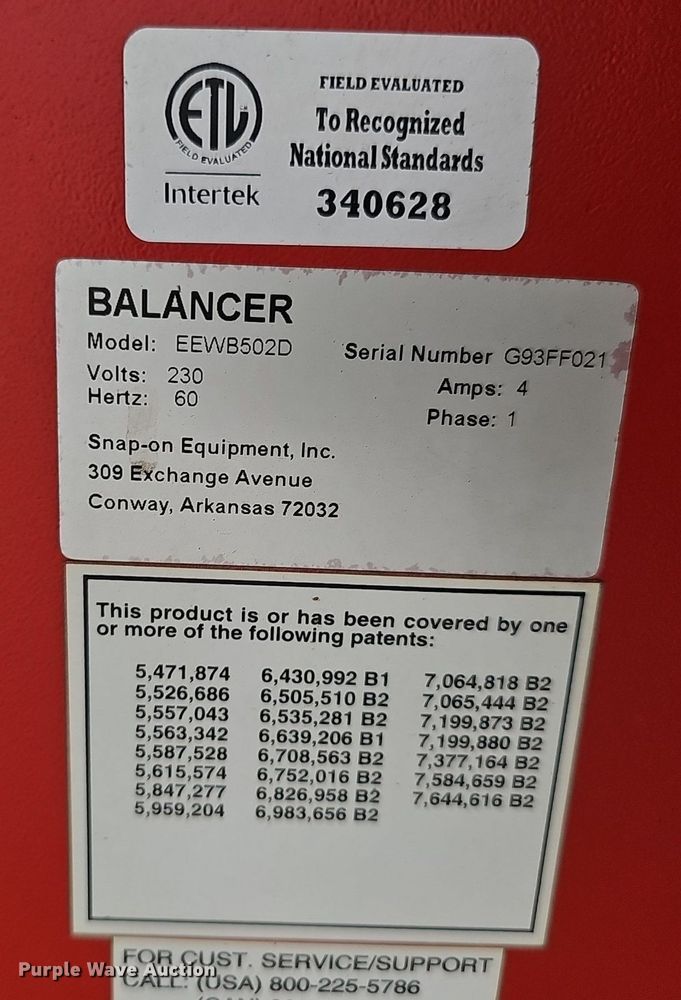 ETL
FIELD EVALUATED
Intertek
FIELD EVALUATED
To Recognized
National Standards
340628
BALANCER
Model: EEWB502D
Serial Number G93FF021
Volts: 230
Amps: 4
Hertz: 60
Phase: 1
Snap-on Equipment, Inc.
309 Exchange Avenue
Conway, Arkansas 72032
This product is or has been covered by one
or more of the following patents:
5,471,874 6,430,992 B1 7,064,818 B2
5,526,686 6,505,510 B2 7,065,444 B2
5,557,043 6,535,281 B2 7,199,873 B2
5,563,342 6,639,206 B1 7,199,880 B2
5,587,528 6,708,563 B2 7,377,164 B2
5,615,574 6,752,016 B2 7,584,659 B2
5,847,277 6,826,958 B2 7,644,616 B2
5,959,204 6,983,656 B2
FOR CUST. SERVICE/SUPPORT
CALL: (USA) 800-225-5786
Purple Wave Auction